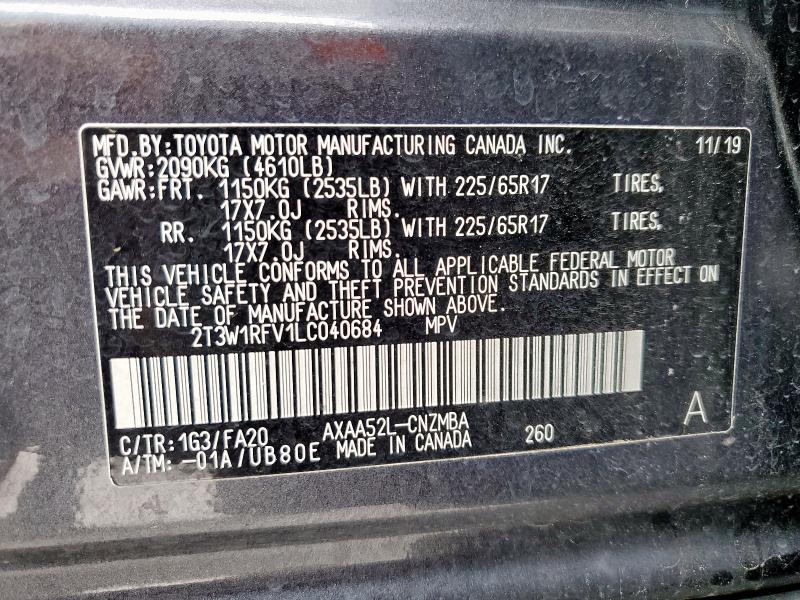 MFD.BY:TOYOTA MOTOR MANUFACTURING CANADA INC. 11/19
GVWR:2090KG (4610LB)
GAWR:FRT. 1150KG (2535LB) WITH 225/65R17 TIRES,
17X7.0J RIMS.
RR. 1150KG (2535LB) WITH 225/65R17 TIRES,
17X7.0J RIMS.
THIS VEHICLE CONFORMS TO ALL APPLICABLE FEDERAL MOTOR
VEHICLE SAFETY AND THEFT PREVENTION STANDARDS IN EFFECT ON
THE DATE OF MANUFACTURE SHOWN ABOVE.
2T3W1RFV1LC040684 MPV
C/TR:1G3/FA20 AXAA52L-CNZMBA A
A/TM:-01A/UB80E MADE IN CANADA 260